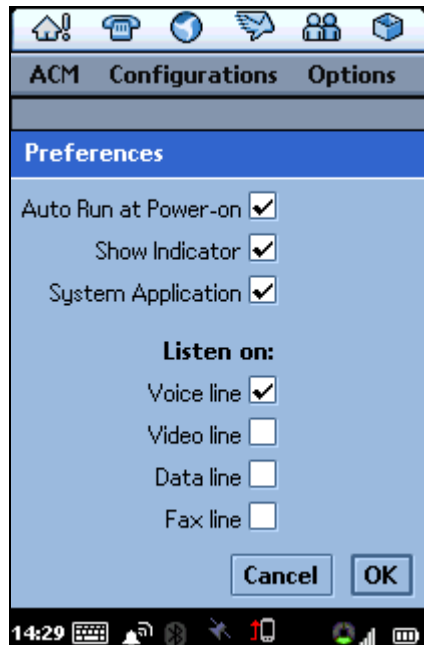 ACM Configurations Options
Preferences
Auto Run at Power-on
Show Indicator
System Application
Listen on:
Voice line
Video line
Data line
Fax line
Cancel OK
14:29